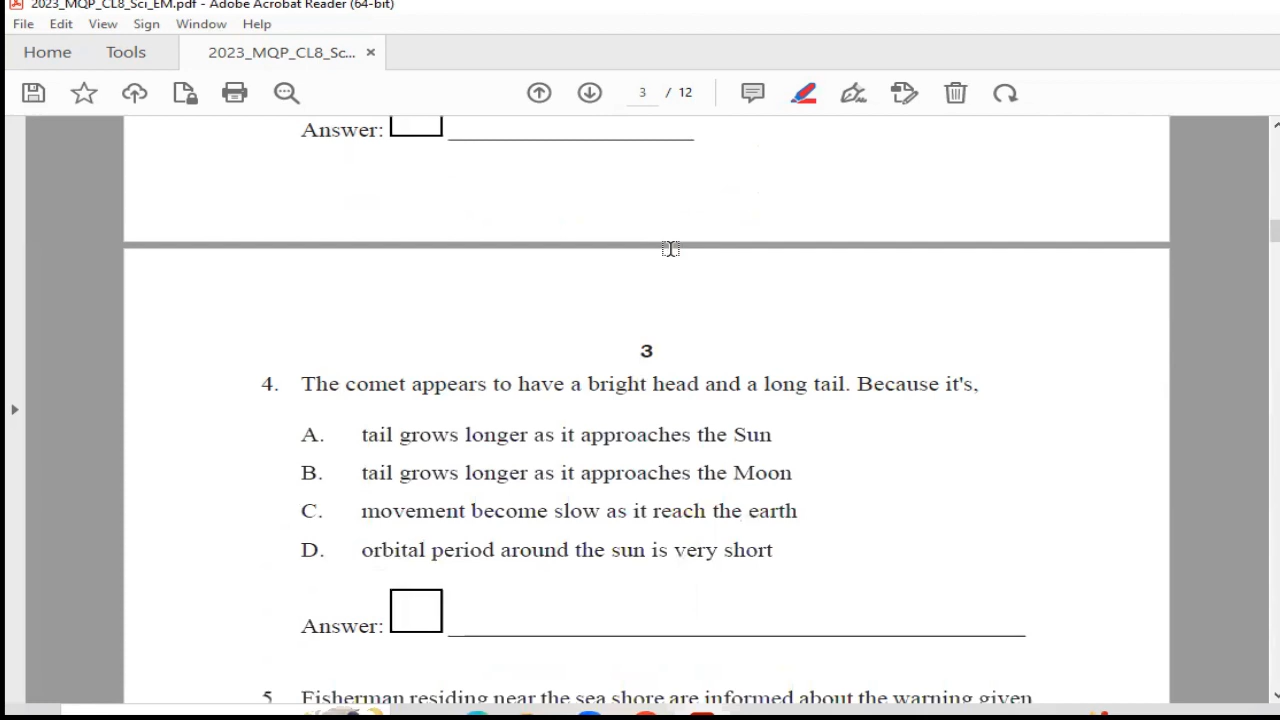 2023_MQP_CL8_Sci_EM.pdf - Adobe Acrobat Reader (64-bit)
File Edit View Sign Window Help
Home Tools 2023_MQP_CL8_Sc... ×
3 / 12
Answer:
3
4. The comet appears to have a bright head and a long tail. Because it's,
A. tail grows longer as it approaches the Sun
B. tail grows longer as it approaches the Moon
C. movement become slow as it reach the earth
D. orbital period around the sun is very short
Answer:
5. Fisherman residing near the sea shore are informed about the warning given